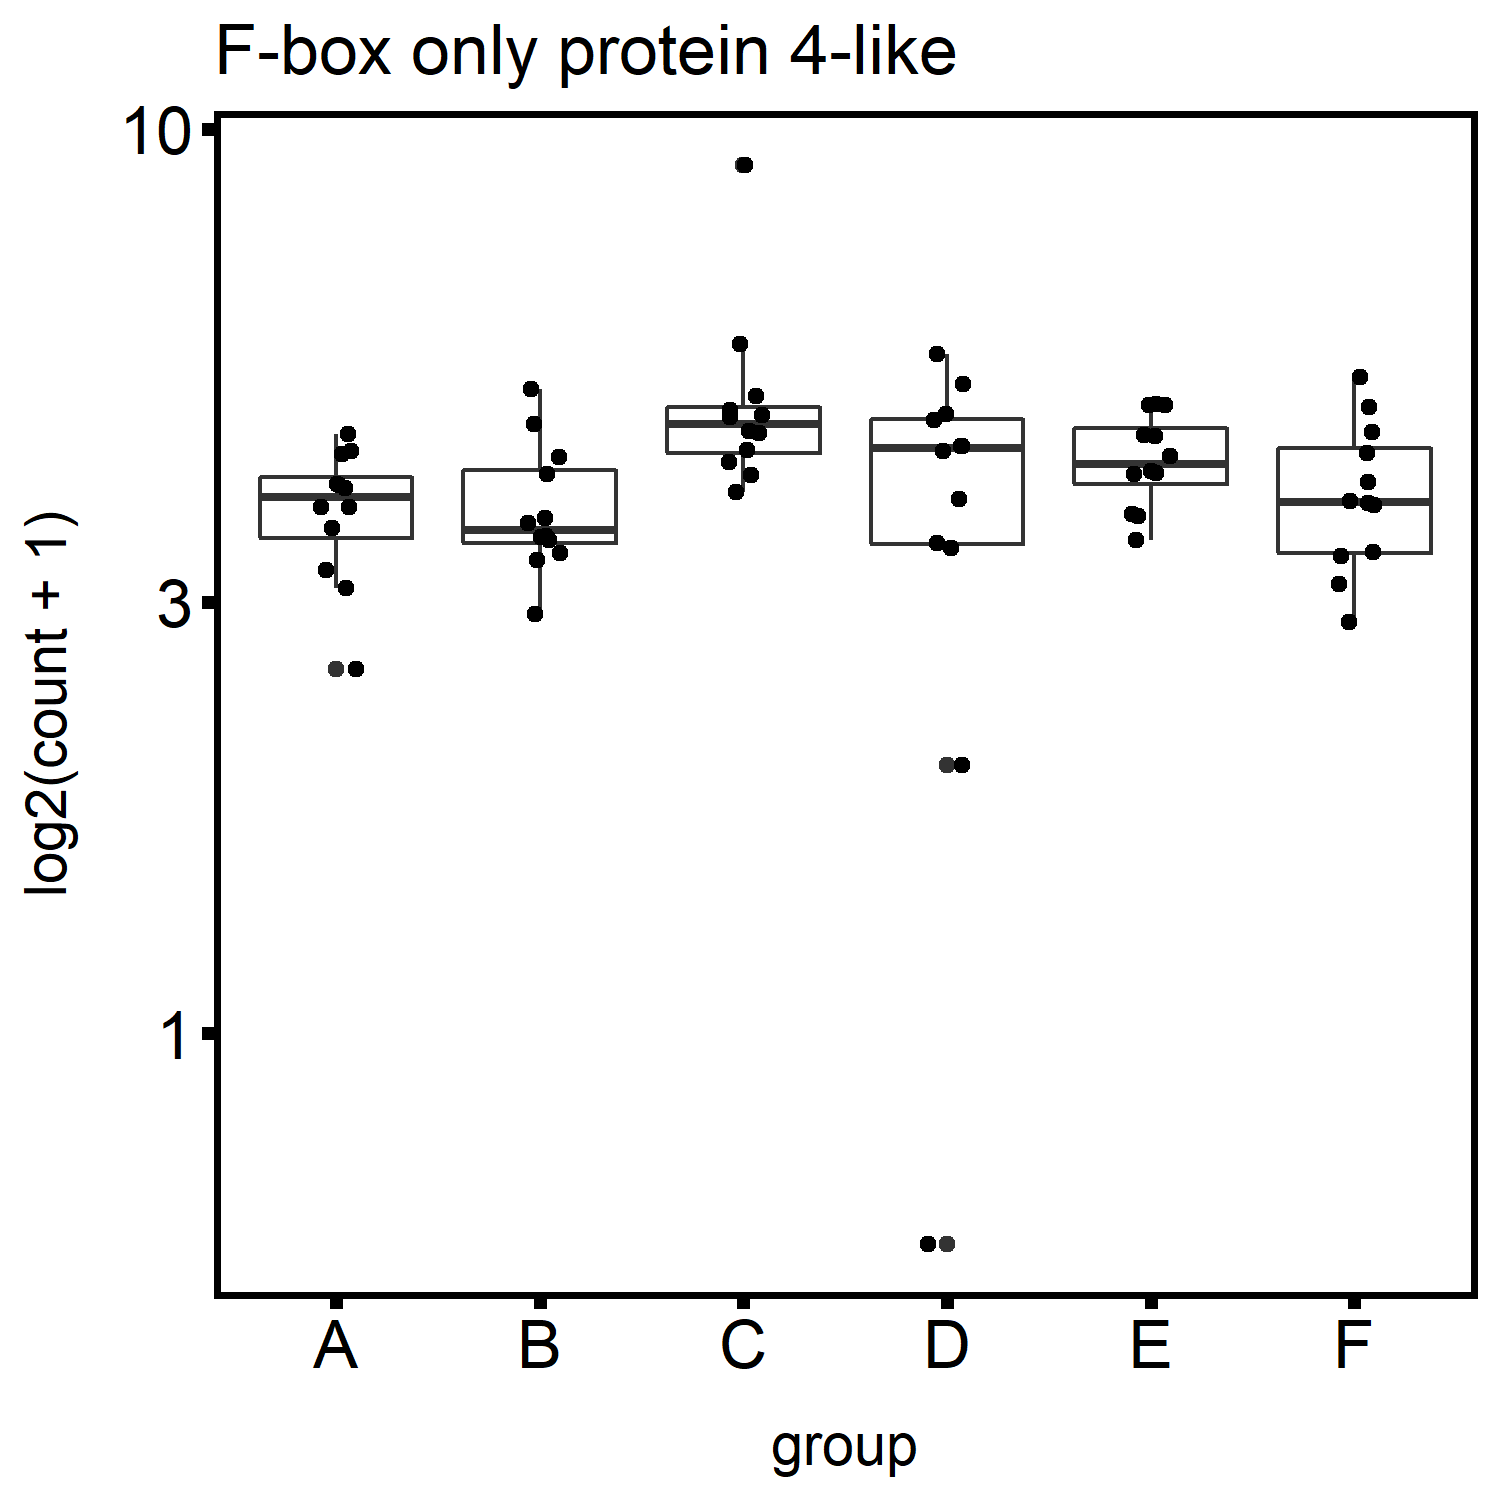 F-box only protein 4-like
10
3
1
log2(count + 1)
A B C D E F
group